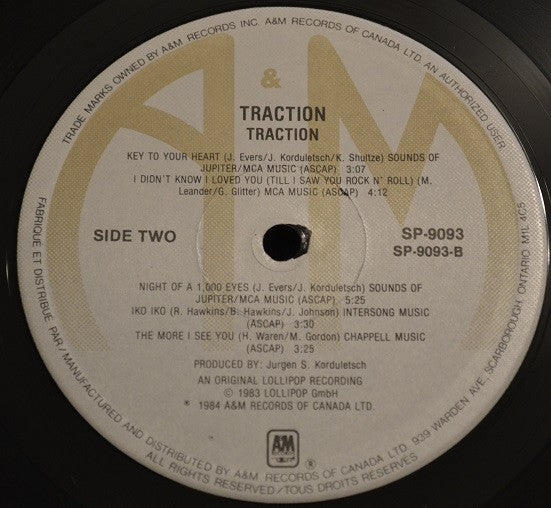 TRADE MARKS OWNED BY A&M RECORDS INC. A&M RECORDS OF CANADA LTD. AN AUTHORIZED USER
&
TRACTION
TRACTION
KEY TO YOUR HEART (J. Evers/J. Korduletsch/K. Shultze) SOUNDS OF
JUPITER/MCA MUSIC (ASCAP) 3:07
I DIDN'T KNOW I LOVED YOU (TILL I SAW YOU ROCK N' ROLL) (M.
Leander/G. Glitter) MCA MUSIC (ASCAP) 4:12
SIDE TWO
SP-9093
SP-9093-B
NIGHT OF A 1,000 EYES (J. Evers/J. Korduletsch) SOUNDS OF
JUPITER/MCA MUSIC (ASCAP) 5:25
IKO IKO (R. Hawkins/B. Hawkins/J. Johnson) INTERSONG MUSIC
(ASCAP) 3:30
THE MORE I SEE YOU (H. Waren/M. Gordon) CHAPPELL MUSIC
(ASCAP) 3:25
PRODUCED BY: Jurgen S. Korduletsch
AN ORIGINAL LOLLIPOP RECORDING
© 1983 LOLLIPOP GmbH
* 1984 A&M RECORDS OF CANADA LTD.
A&M
®
FABRIQUÉ ET DISTRIBUÉ PAR/MANUFACTURED AND DISTRIBUTED BY A&M RECORDS OF CANADA LTD. 939 WARDEN AVE. SCARBOROUGH ONTARIO M1L 4C5
ALL RIGHTS RESERVED/TOUS DROITS RÉSERVÉS